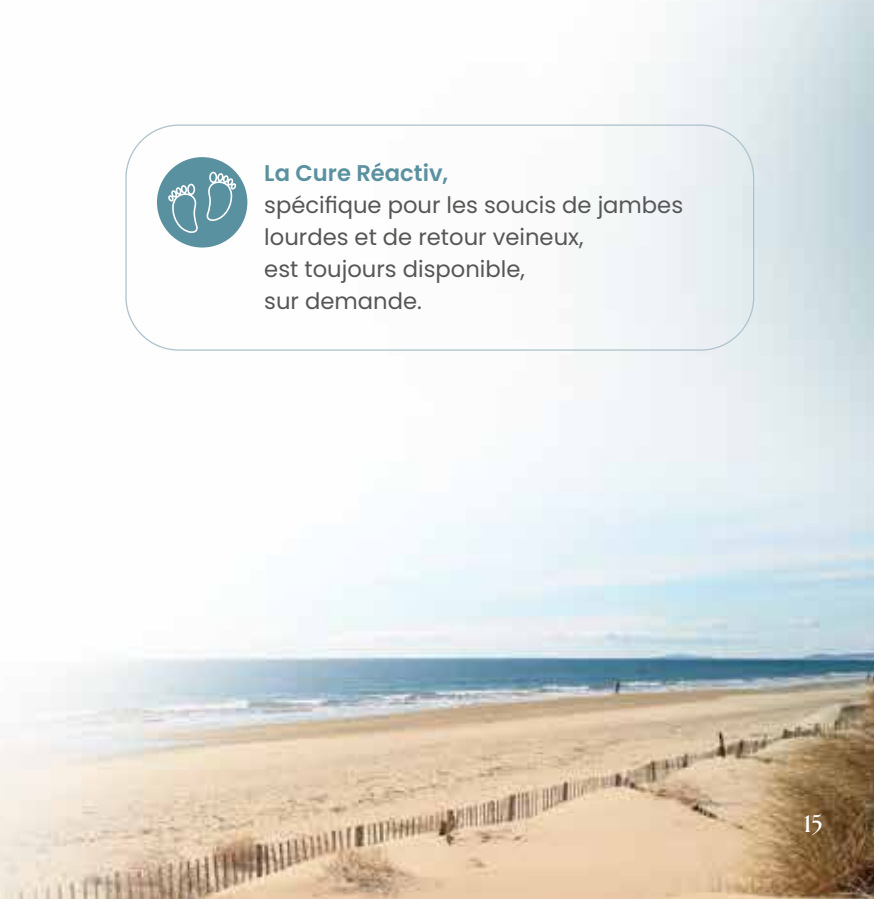 La Cure Réactiv,
spécifique pour les soucis de jambes
lourdes et de retour veineux,
est toujours disponible,
sur demande.
15